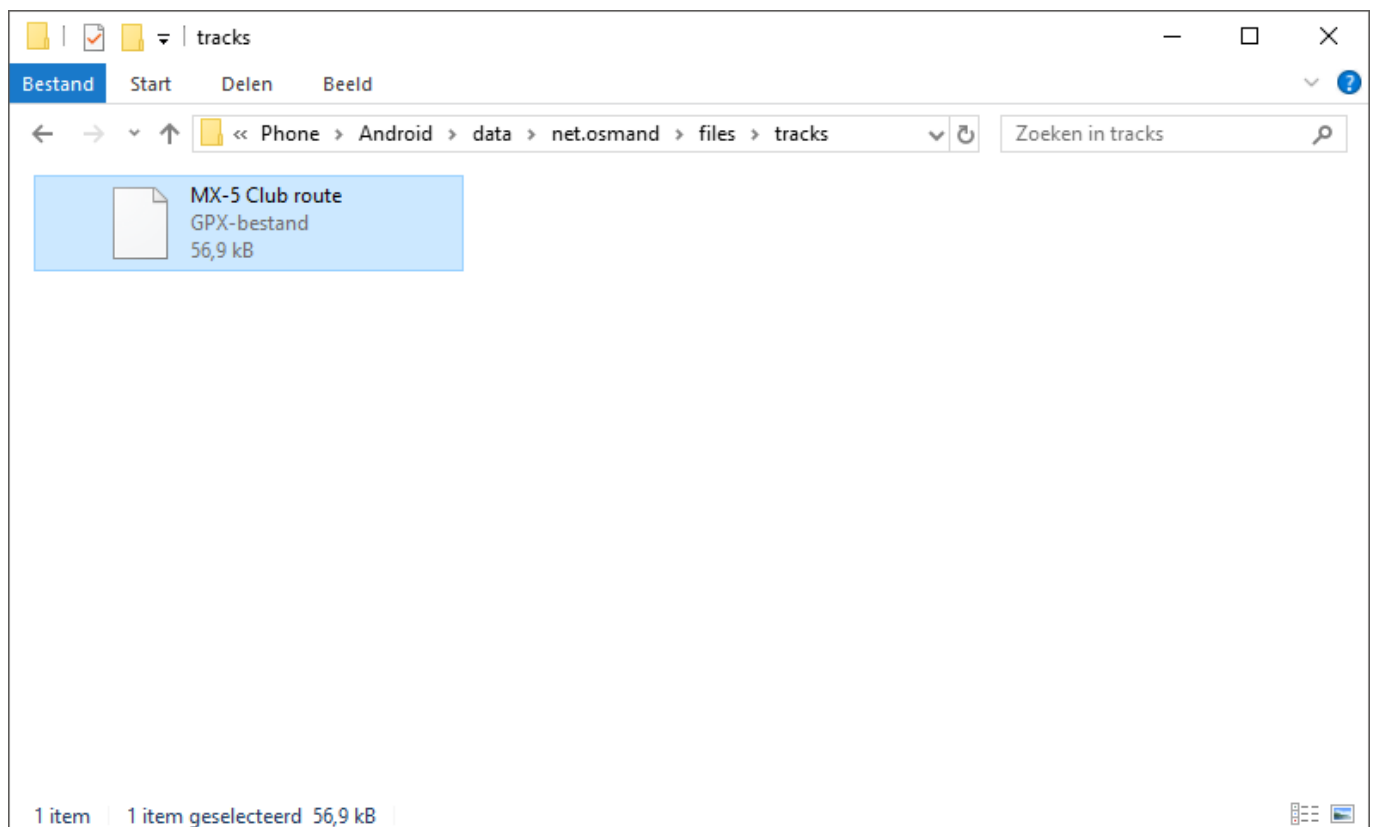 tracks
Bestand Start Delen Beeld ?
« Phone > Android > data > net.osmand > files > tracks Zoeken in tracks
MX-5 Club route
GPX-bestand
56,9 kB
1 item 1 item geselecteerd 56,9 kB